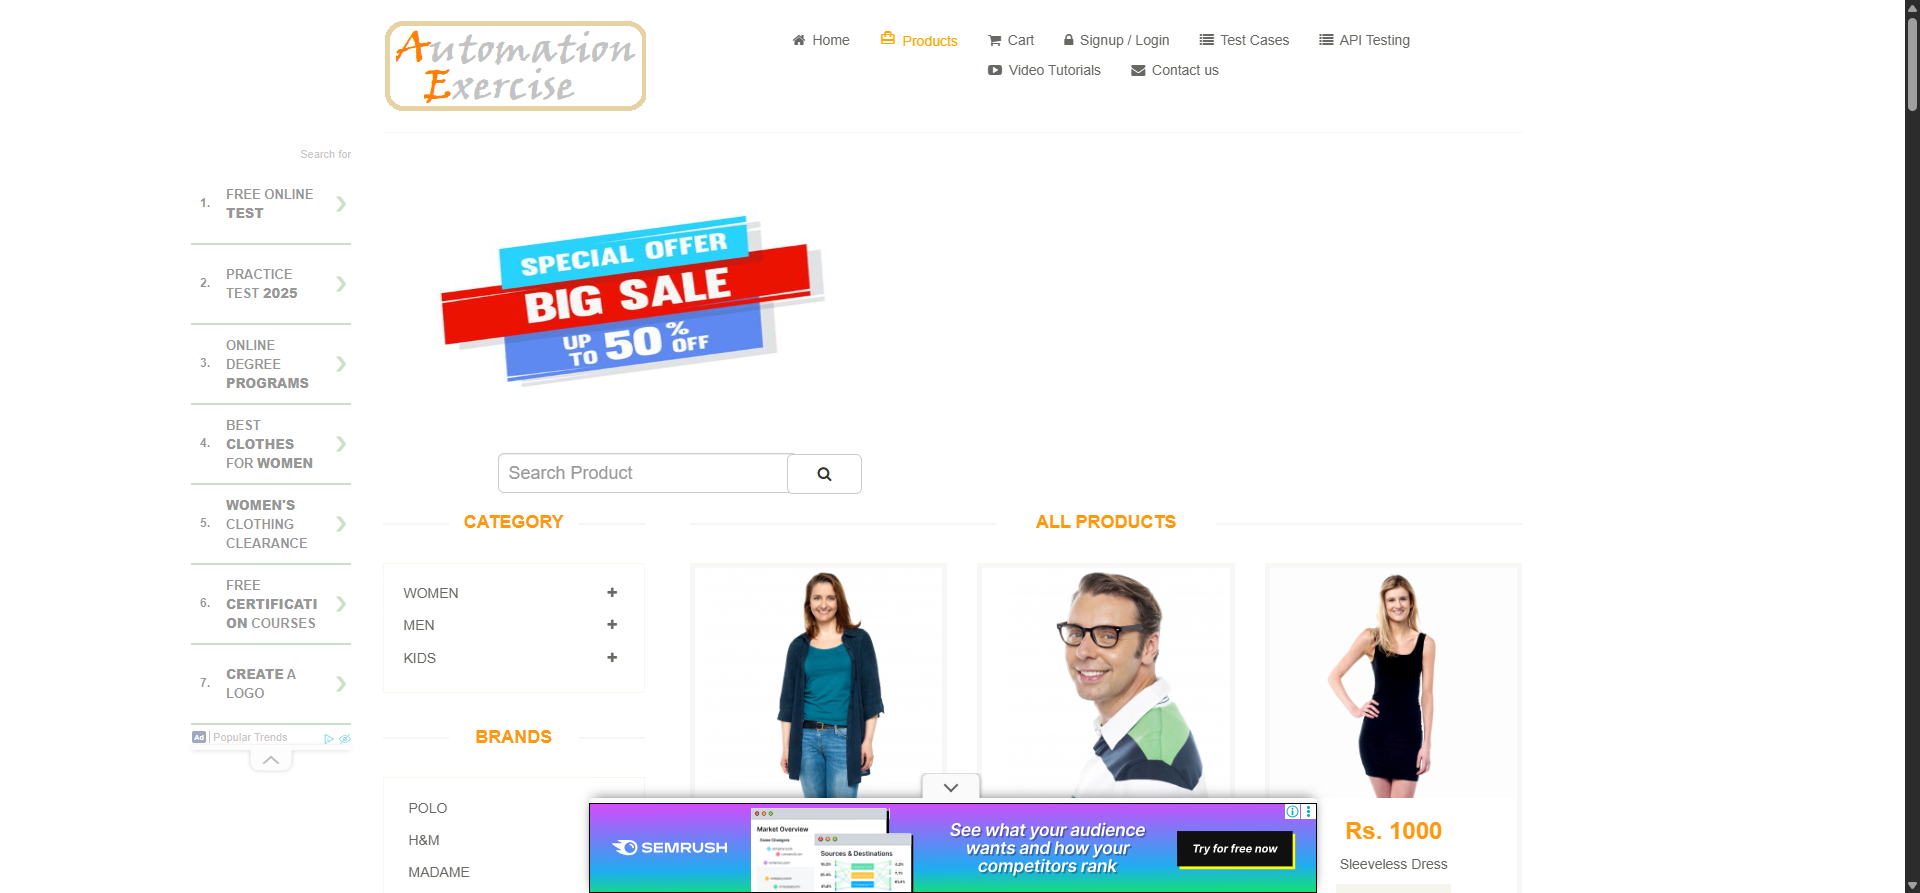 Automation
Exercise
Home
Products
Cart
Signup / Login
Test Cases
API Testing
Video Tutorials
Contact us
Search for
1. FREE ONLINE
TEST
2. PRACTICE
TEST 2025
3. ONLINE
DEGREE
PROGRAMS
4. BEST
CLOTHES
FOR WOMEN
5. WOMEN'S
CLOTHING
CLEARANCE
6. FREE
CERTIFICATI
ON COURSES
7. CREATE A
LOGO
Ad Popular Trends
SPECIAL OFFER
BIG SALE
UP TO 50% OFF
Search Product
CATEGORY
WOMEN
MEN
KIDS
BRANDS
POLO
H&M
MADAME
ALL PRODUCTS
Rs. 1000
Sleeveless Dress
SEMRUSH
Market Overview
Sources & Destinations
See what your audience
wants and how your
competitors rank
Try for free now